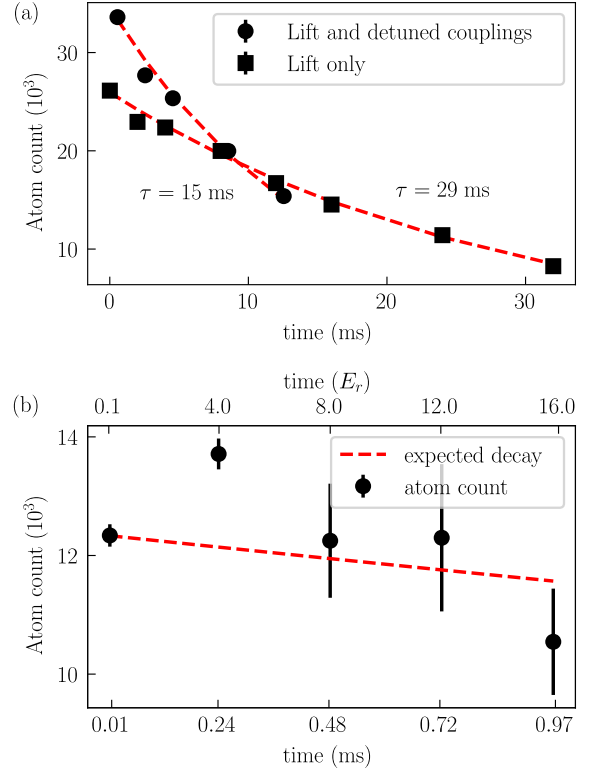 (a)
Lift and detuned couplings
Lift only
Atom count (10³)
30
20
10
τ = 15 ms
τ = 29 ms
0
10
20
30
time (ms)
time (Eᵣ)
(b)
0.1
4.0
8.0
12.0
16.0
expected decay
atom count
Atom count (10³)
14
12
10
0.01
0.24
0.48
0.72
0.97
time (ms)